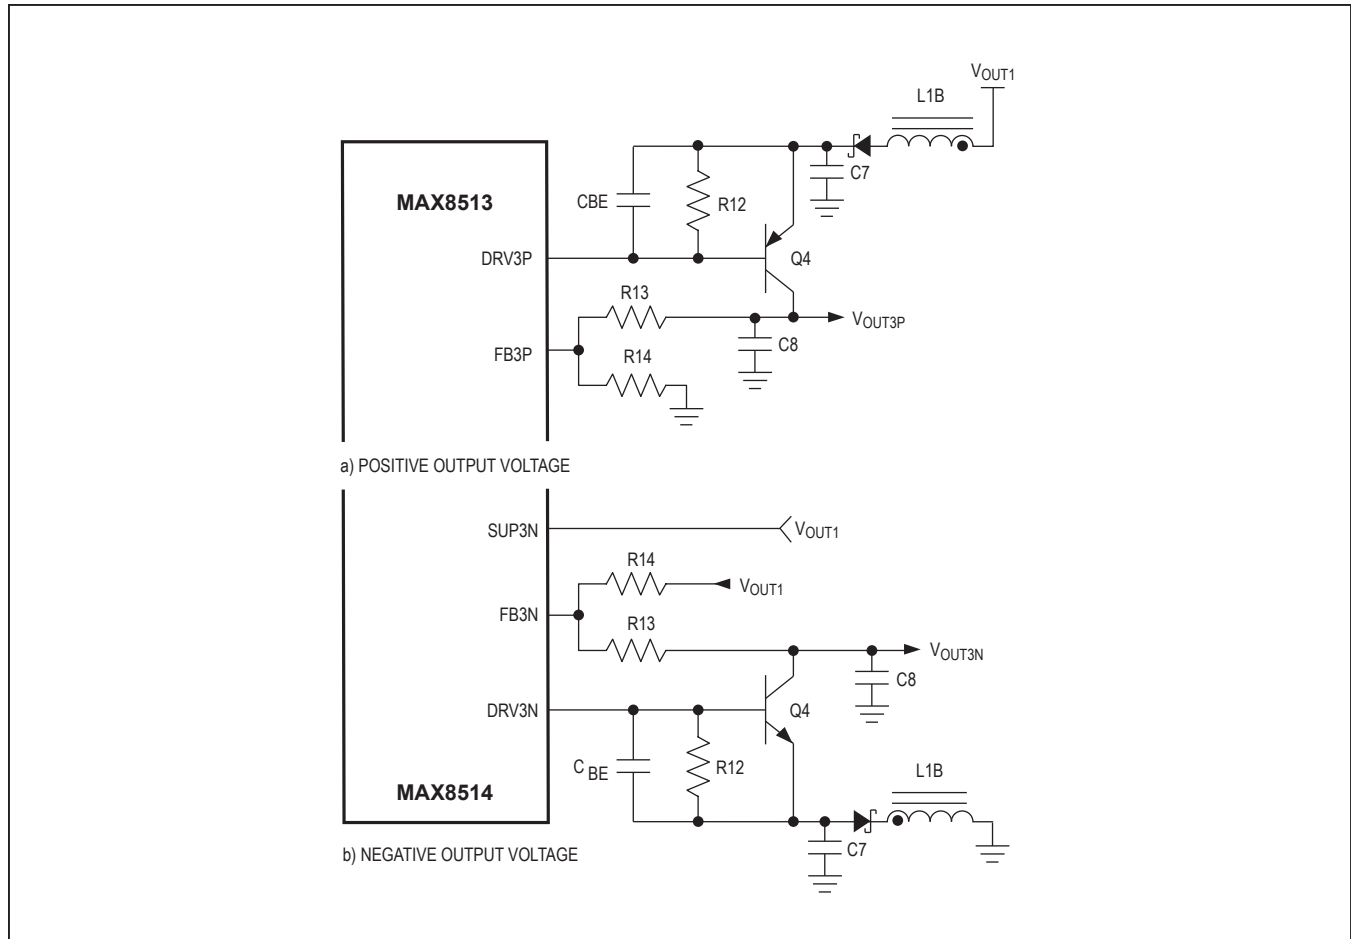 VOUT1
L1B
C7
MAX8513
CBE
R12
DRV3P
Q4
R13
VOUT3P
C8
FB3P
R14
a) POSITIVE OUTPUT VOLTAGE
SUP3N
VOUT1
R14
VOUT1
FB3N
R13
VOUT3N
C8
DRV3N
Q4
C BE
R12
L1B
MAX8514
C7
b) NEGATIVE OUTPUT VOLTAGE